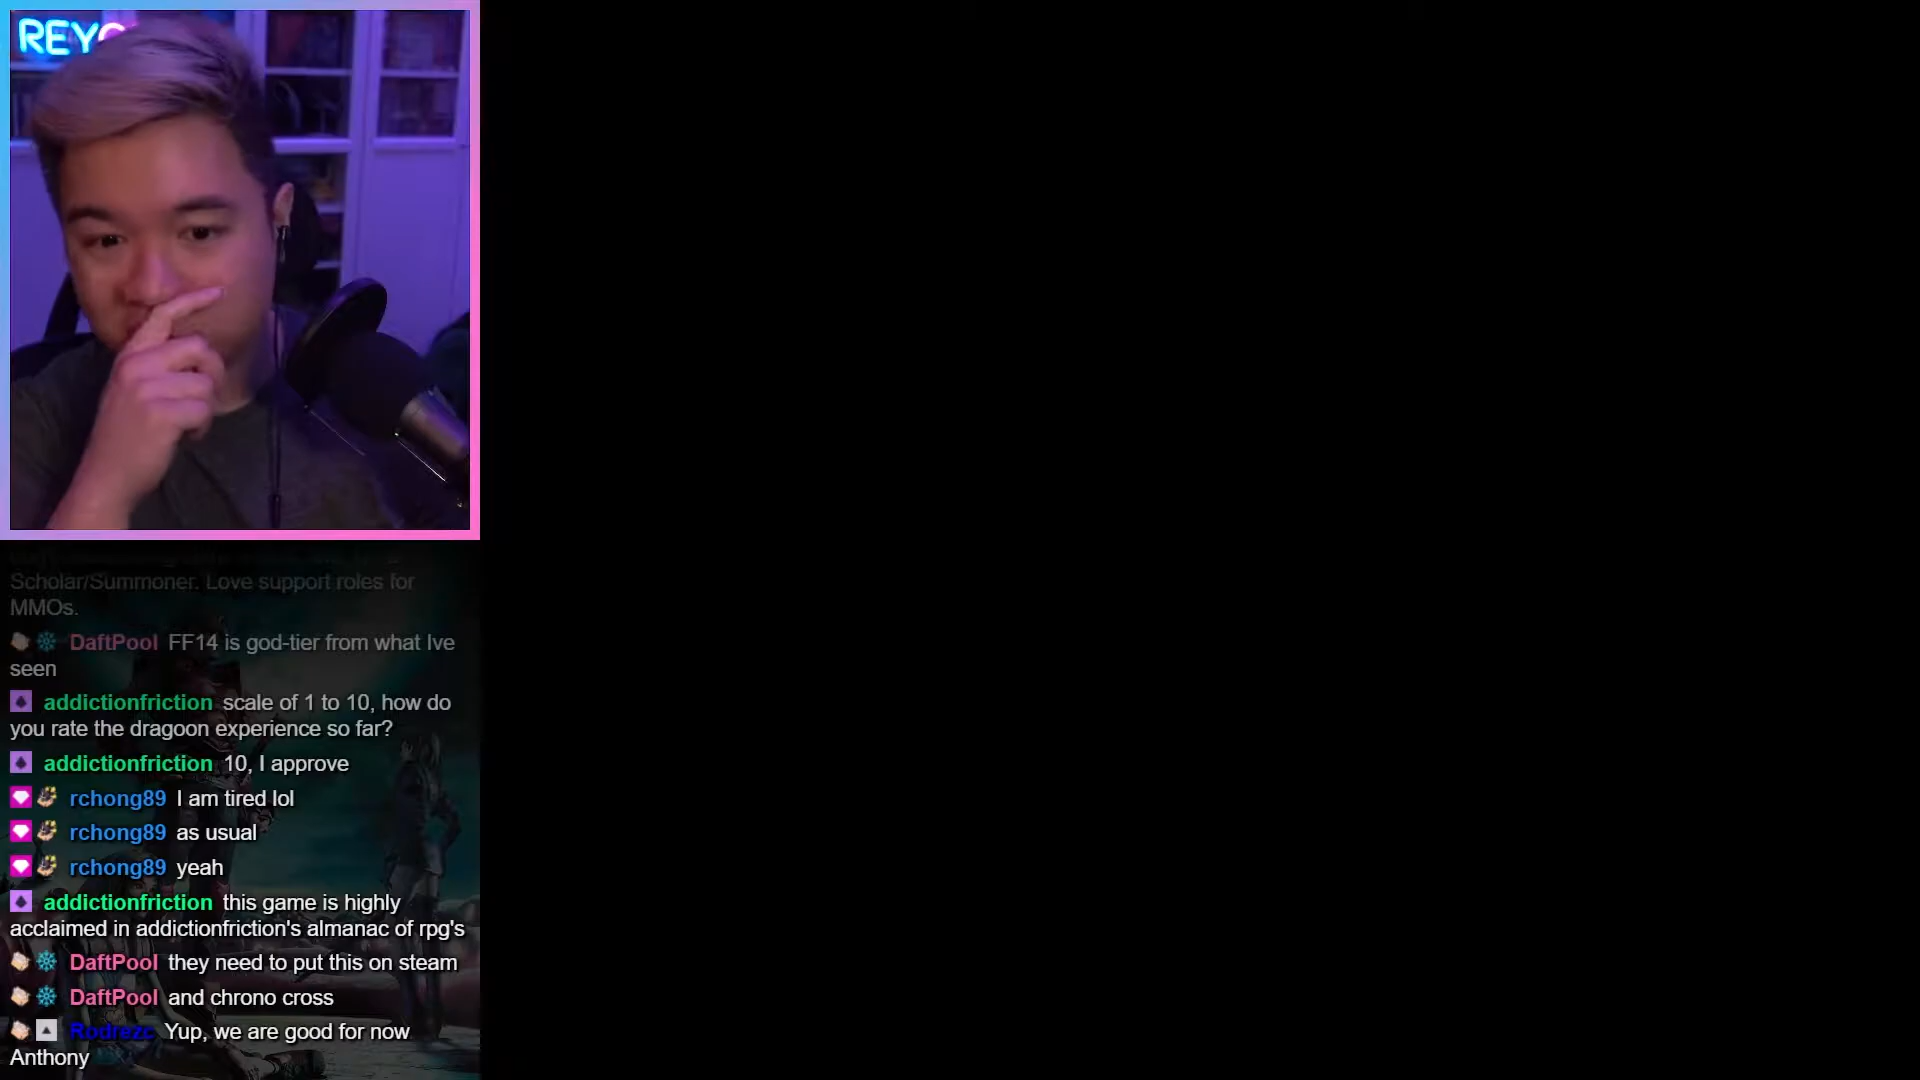 REY
Scholar/Summoner. Love support roles for
MMOs.
DaftPool FF14 is god-tier from what Ive
seen
addictionfriction scale of 1 to 10, how do
you rate the dragoon experience so far?
addictionfriction 10, I approve
rchong89 I am tired lol
rchong89 as usual
rchong89 yeah
addictionfriction this game is highly
acclaimed in addictionfriction's almanac of rpg's
DaftPool they need to put this on steam
DaftPool and chrono cross
Rodrezc Yup, we are good for now
Anthony